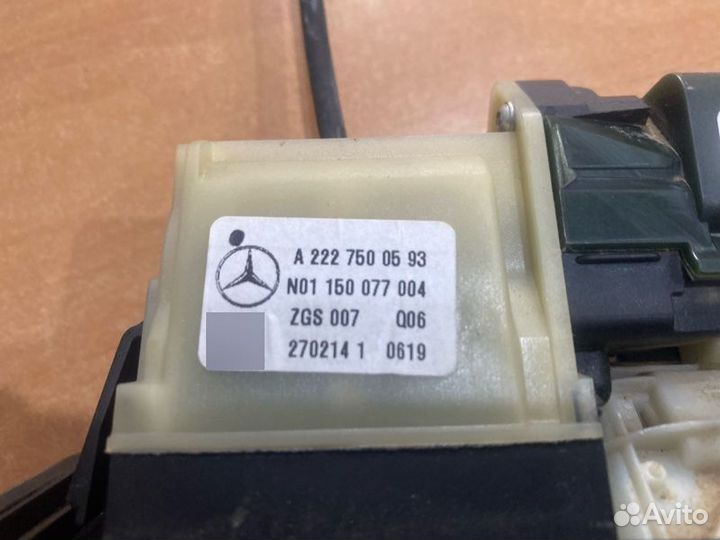 A 222 750 05 93
N01 150 077 004
ZGS 007 Q06
270214 1 0619
Avito